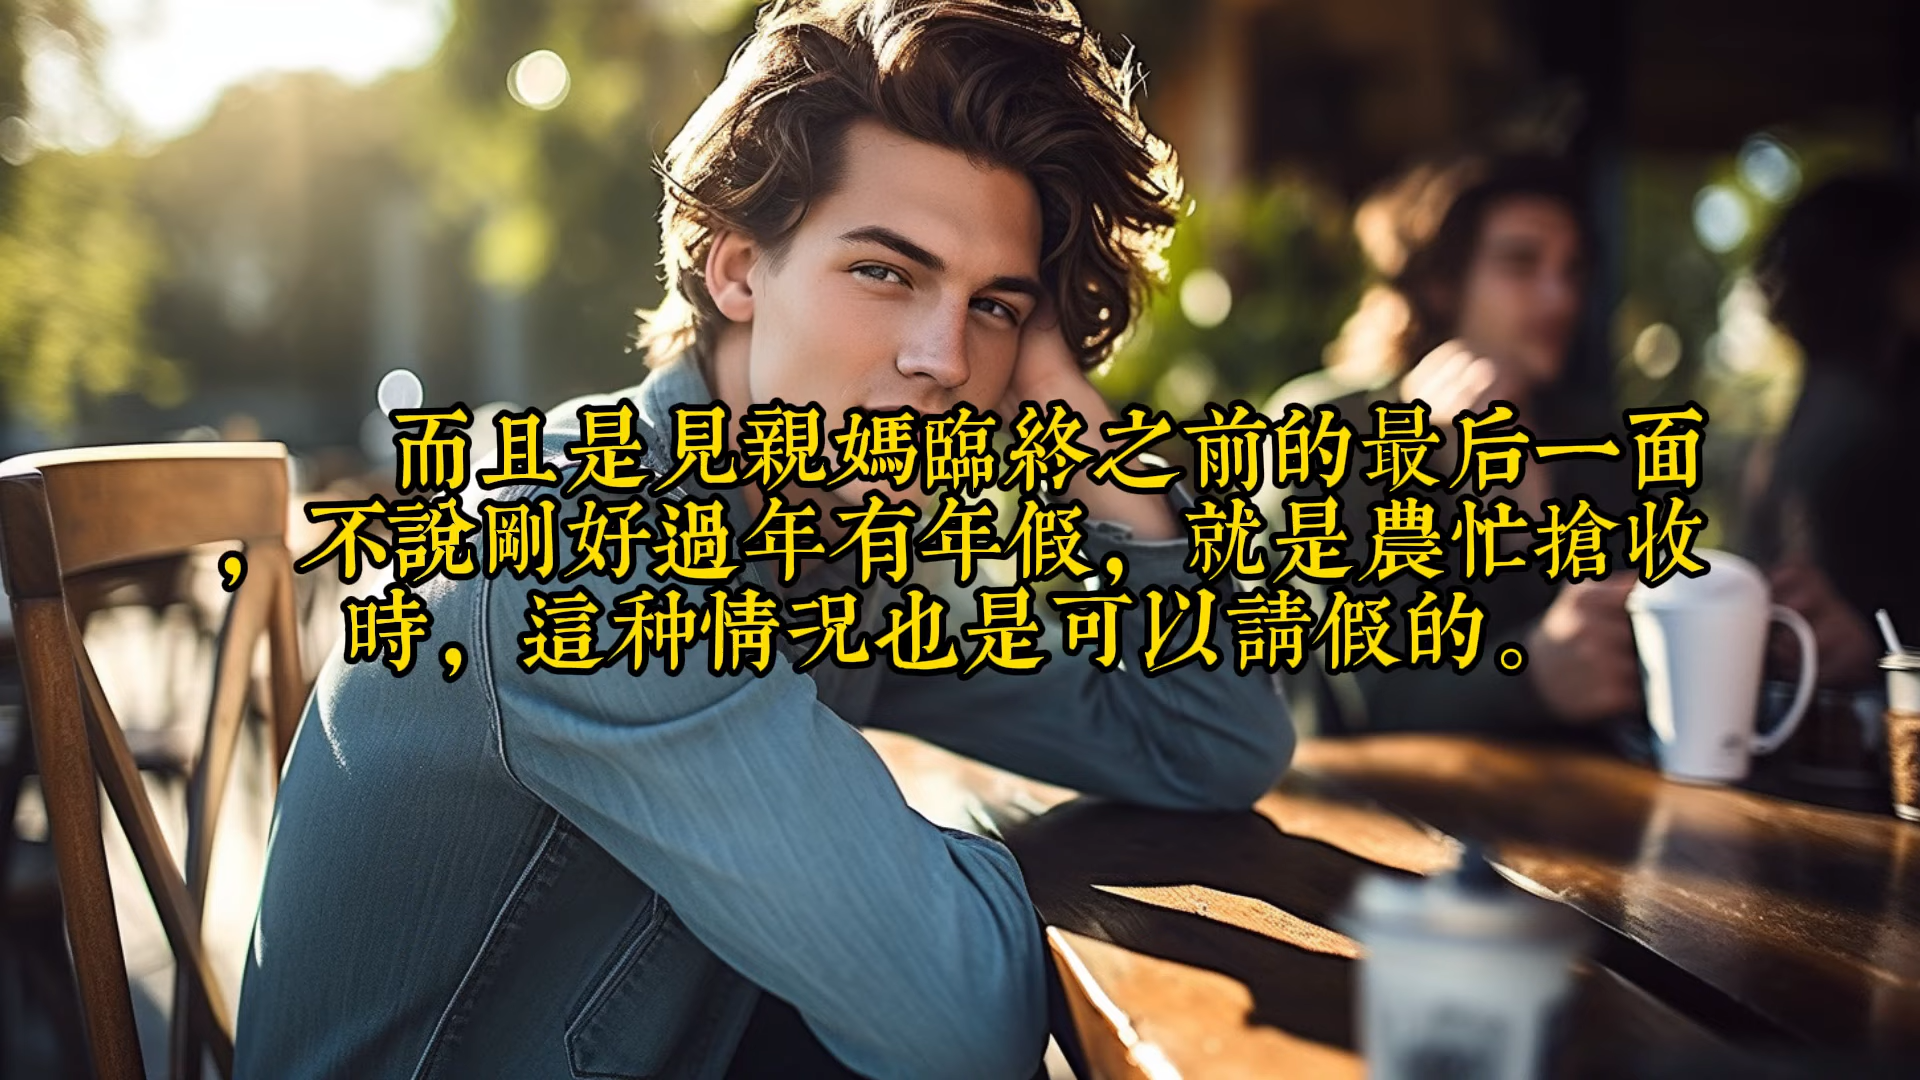 而且是見親媽臨終之前的最后一面
，不說剛好過年有年假，就是農忙搶收
時，這种情況也是可以請假的。